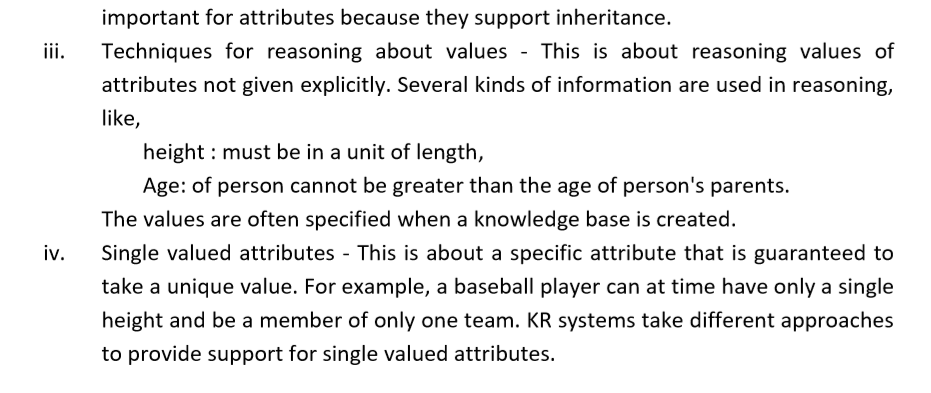 important for attributes because they support inheritance.
iii. Techniques for reasoning about values - This is about reasoning values of
attributes not given explicitly. Several kinds of information are used in reasoning,
like,
height : must be in a unit of length,
Age: of person cannot be greater than the age of person's parents.
The values are often specified when a knowledge base is created.
iv. Single valued attributes - This is about a specific attribute that is guaranteed to
take a unique value. For example, a baseball player can at time have only a single
height and be a member of only one team. KR systems take different approaches
to provide support for single valued attributes.